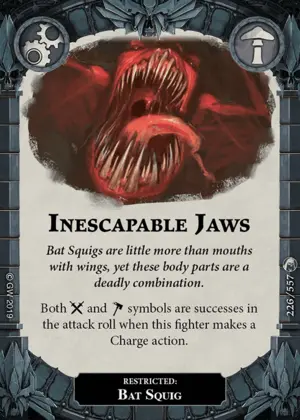 INESCAPABLE JAWS
Bat Squigs are little more than mouths
with wings, yet these body parts are a
deadly combination.
Both and symbols are successes in
the attack roll when this fighter makes a
Charge action.
©GW 2019
226/557
RESTRICTED:
BAT SQUIG